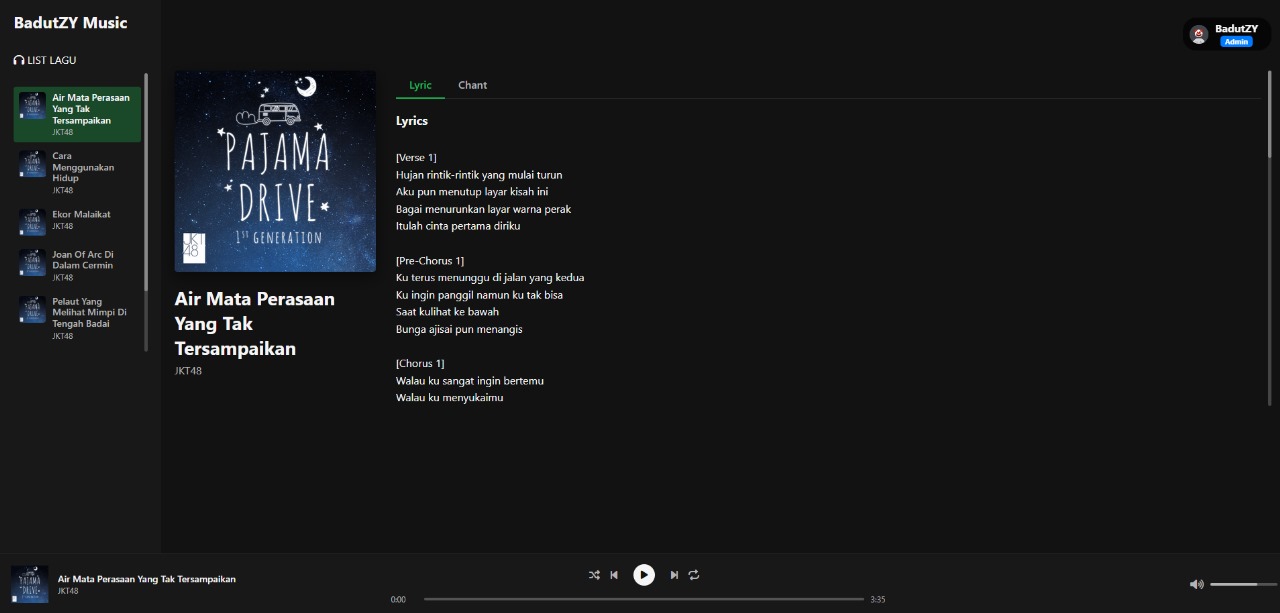 BadutZY Music
LIST LAGU
Air Mata Perasaan
Yang Tak
Tersampaikan
JKT48
Cara
Menggunakan
Hidup
JKT48
Ekor Malaikat
JKT48
Joan Of Arc Di
Dalam Cermin
JKT48
Pelaut Yang
Melihat Mimpi Di
Tengah Badai
JKT48
BadutZY
Admin
PAJAMA
DRIVE
1ST GENERATION
JKT
48
Air Mata Perasaan
Yang Tak
Tersampaikan
JKT48
Lyric Chant
Lyrics
[Verse 1]
Hujan rintik-rintik yang mulai turun
Aku pun menutup layar kisah ini
Bagai menurunkan layar warna perak
Itulah cinta pertama diriku
[Pre-Chorus 1]
Ku terus menunggu di jalan yang kedua
Ku ingin panggil namun ku tak bisa
Saat kulihat ke bawah
Bunga ajisai pun menangis
[Chorus 1]
Walau ku sangat ingin bertemu
Walau ku menyukaimu
Air Mata Perasaan Yang Tak Tersampaikan
JKT48
0:00 3:35